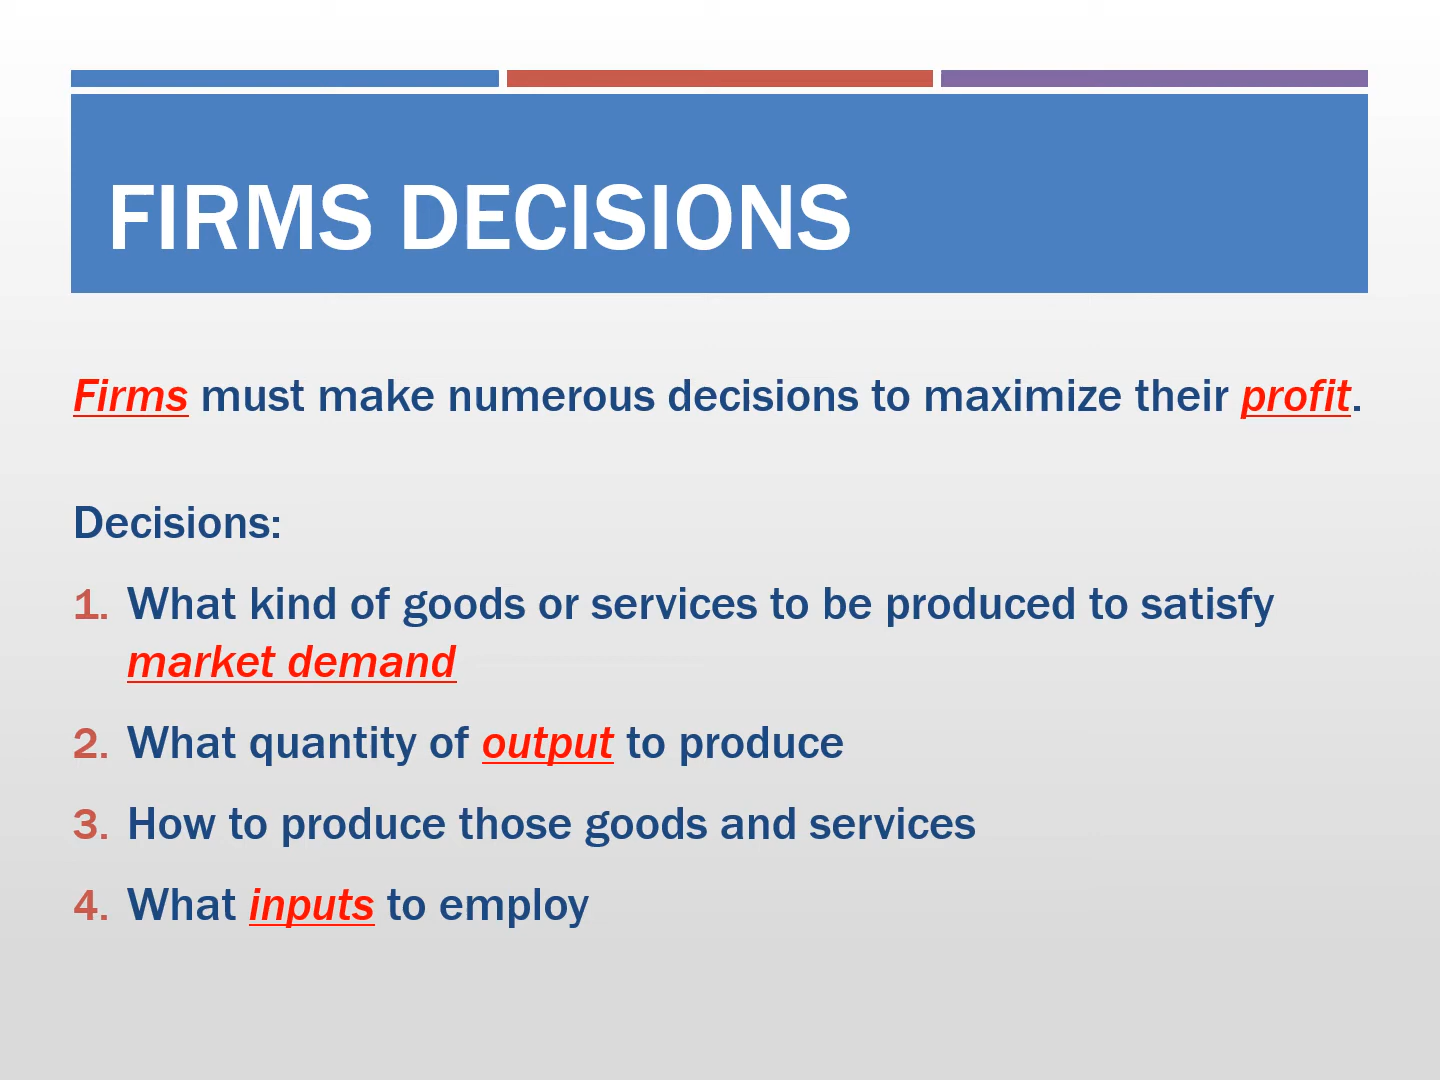 FIRMS DECISIONS
Firms must make numerous decisions to maximize their profit.
Decisions:
1. What kind of goods or services to be produced to satisfy
market demand
2. What quantity of output to produce
3. How to produce those goods and services
4. What inputs to employ